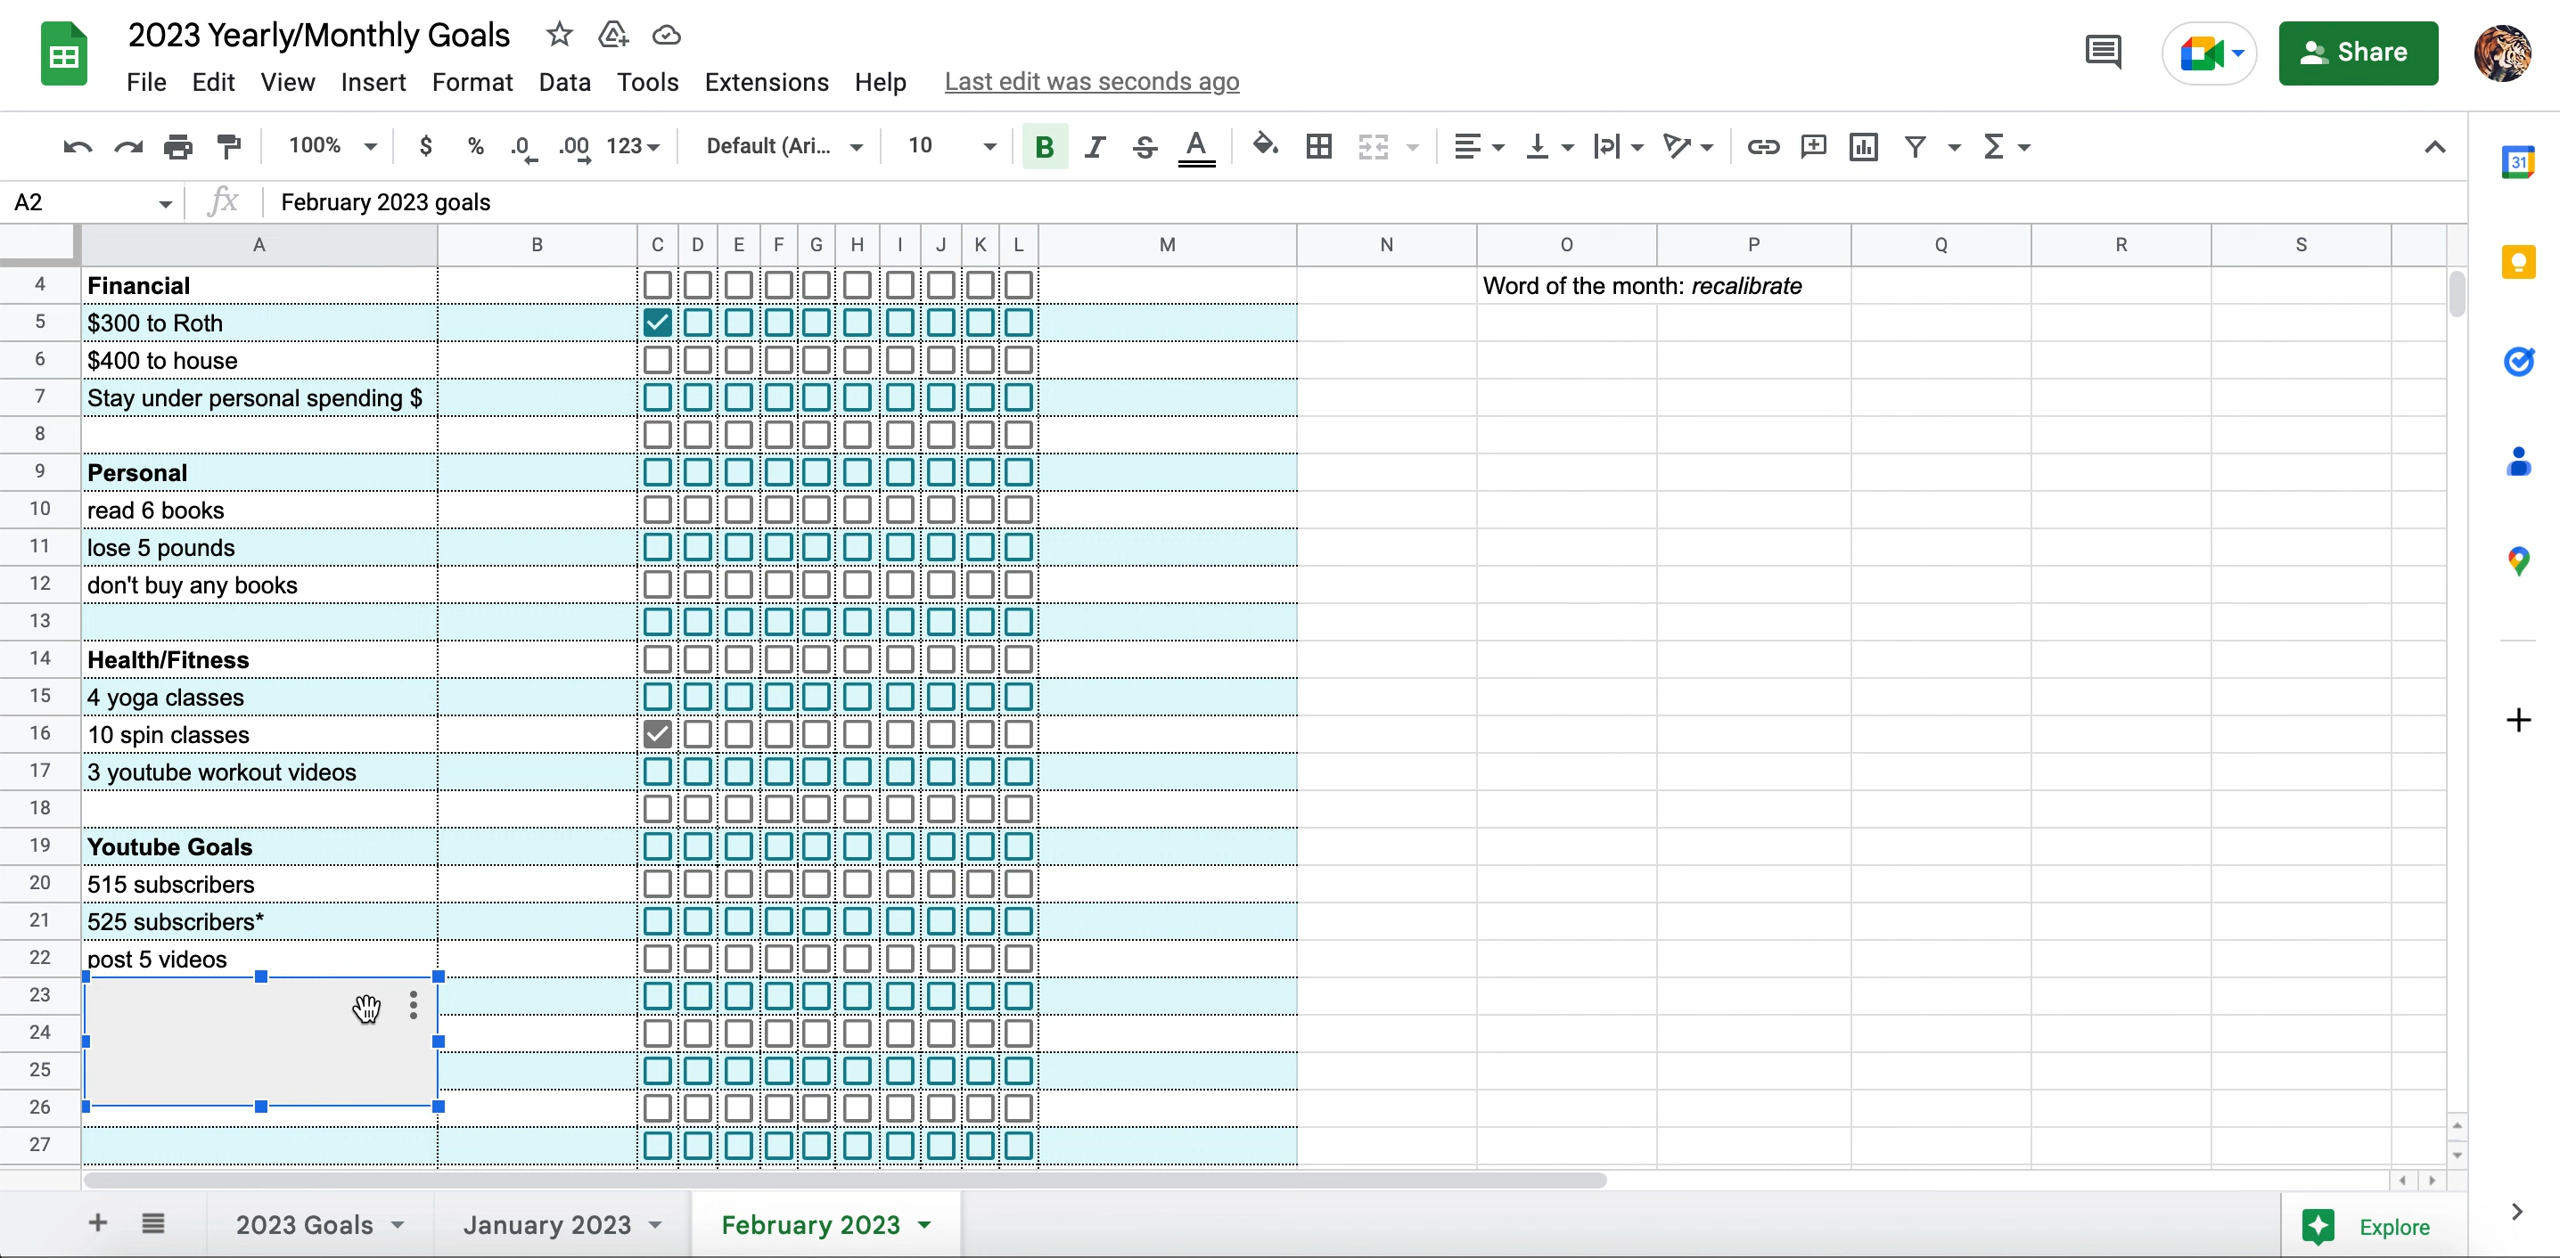 2023 Yearly/Monthly Goals
File Edit View Insert Format Data Tools Extensions Help Last edit was seconds ago
Share
100% $ % .0 .00 123 Default (Ari... 10 B I S A
A2 fx February 2023 goals
A B C D E F G H I J K L M N O P Q R S
4 Financial Word of the month: recalibrate
5 $300 to Roth
6 $400 to house
7 Stay under personal spending $
8
9 Personal
10 read 6 books
11 lose 5 pounds
12 don't buy any books
13
14 Health/Fitness
15 4 yoga classes
16 10 spin classes
17 3 youtube workout videos
18
19 Youtube Goals
20 515 subscribers
21 525 subscribers*
22 post 5 videos
23
24
25
26
27
2023 Goals January 2023 February 2023 Explore
31